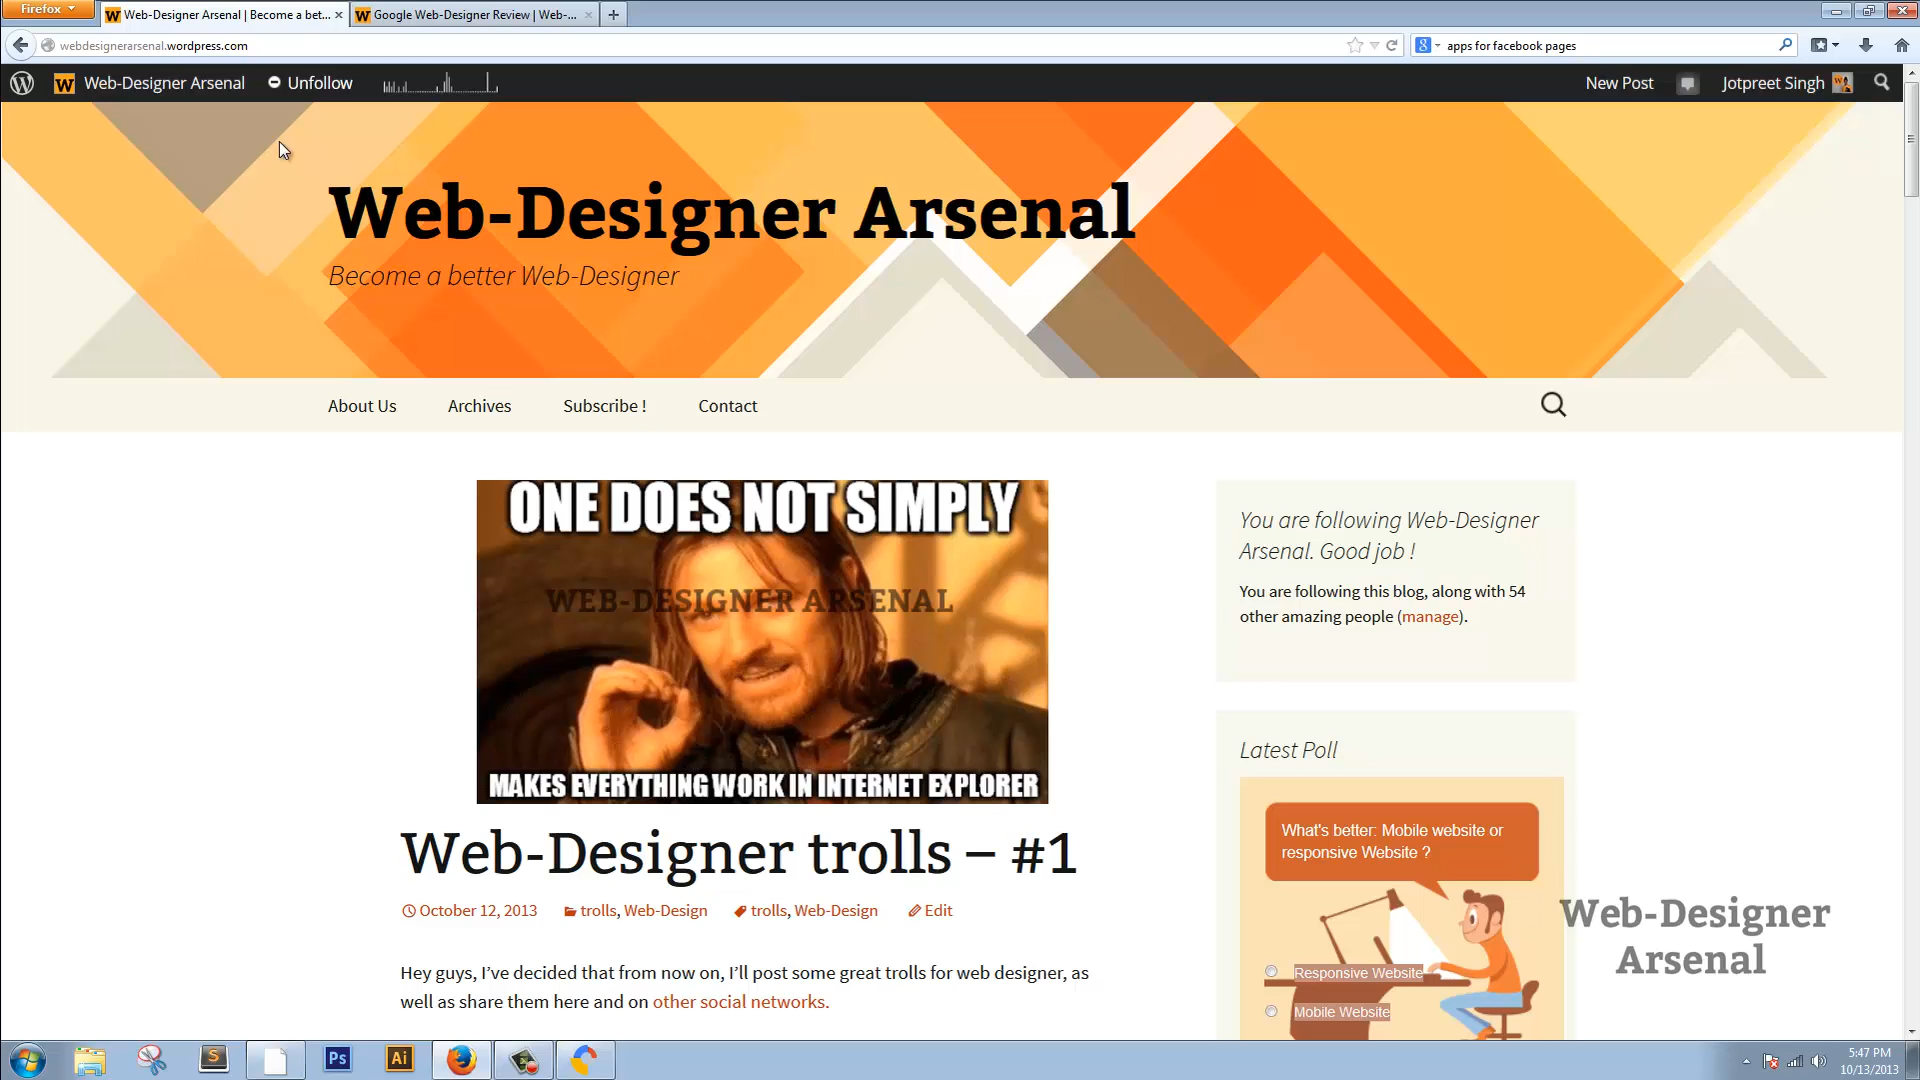 Firefox
Web-Designer Arsenal | Become a bet...
Google Web-Designer Review | Web-...
webdesignerarsenal.wordpress.com
8
apps for facebook pages
Web-Designer Arsenal
Unfollow
New Post
Jotpreet Singh
Web-Designer Arsenal
Become a better Web-Designer
About Us
Archives
Subscribe !
Contact
ONE DOES NOT SIMPLY
WEB-DESIGNER ARSENAL
MAKES EVERYTHING WORK IN INTERNET EXPLORER
Web-Designer trolls – #1
October 12, 2013
trolls, Web-Design
trolls, Web-Design
Edit
Hey guys, I’ve decided that from now on, I’ll post some great trolls for web designer, as
well as share them here and on other social networks.
You are following Web-Designer
Arsenal. Good job !
You are following this blog, along with 54
other amazing people (manage).
Latest Poll
What's better: Mobile website or
responsive Website ?
Responsive Website
Mobile Website
Web-Designer
Arsenal
S
Ps
Ai
5:47 PM
10/13/2013